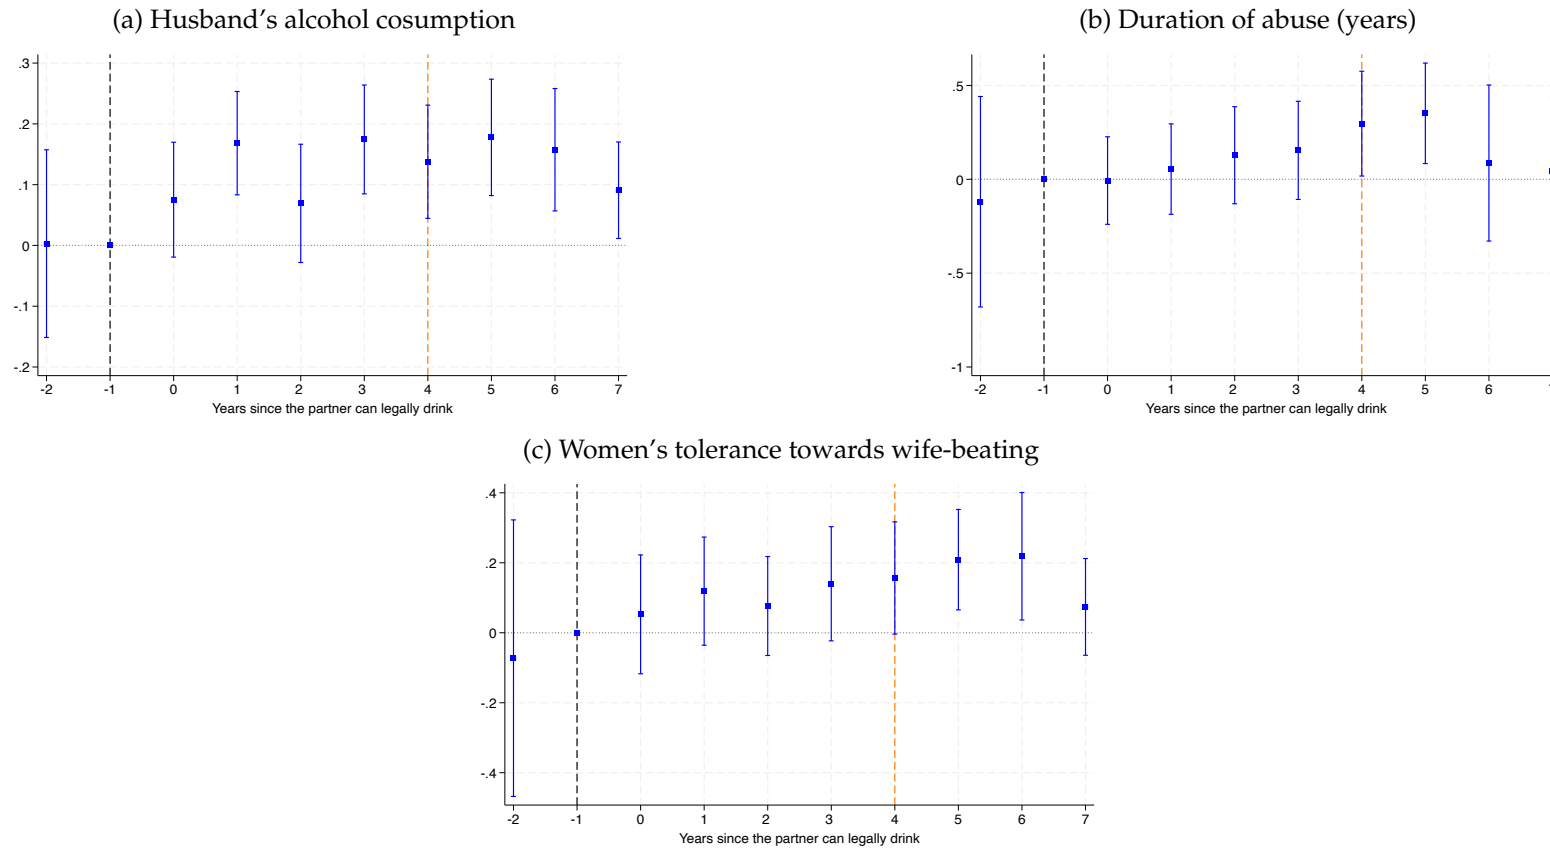 (a) Husband's alcohol cosumption
.3
.2
.1
0
-.1
-.2
-2 -1 0 1 2 3 4 5 6 7
Years since the partner can legally drink
(b) Duration of abuse (years)
.5
0
-.5
-1
-2 -1 0 1 2 3 4 5 6
Years since the partner can legally drink
(c) Women's tolerance towards wife-beating
.4
.2
0
-.2
-.4
-2 -1 0 1 2 3 4 5 6 7
Years since the partner can legally drink